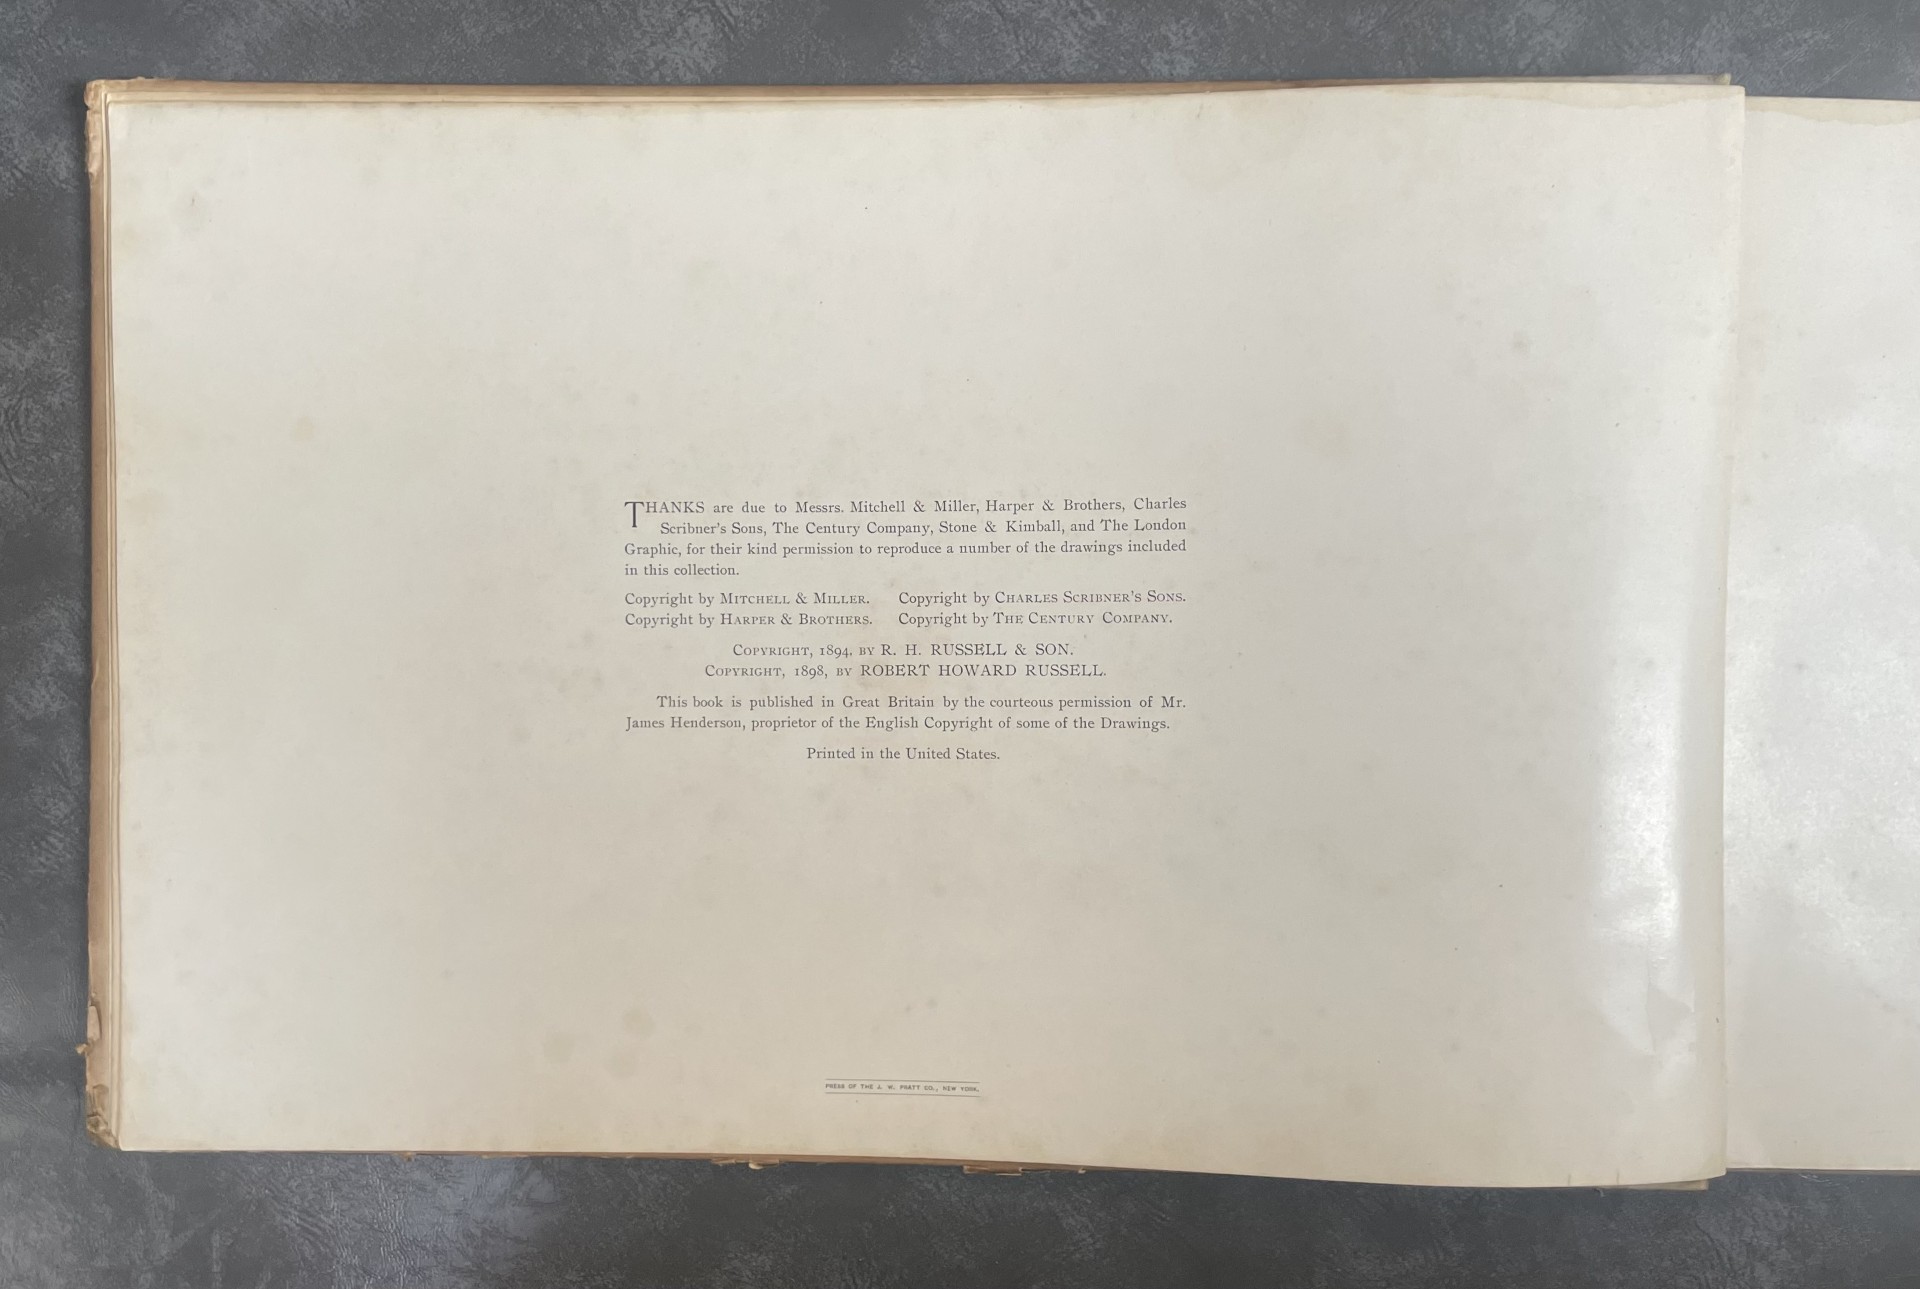 THANKS are due to Messrs. Mitchell & Miller, Harper & Brothers, Charles
Scribner's Sons, The Century Company, Stone & Kimball, and The London
Graphic, for their kind permission to reproduce a number of the drawings included
in this collection.
Copyright by MITCHELL & MILLER. Copyright by CHARLES SCRIBNER'S SONS.
Copyright by HARPER & BROTHERS. Copyright by THE CENTURY COMPANY.
COPYRIGHT, 1894, BY R. H. RUSSELL & SON.
COPYRIGHT, 1898, BY ROBERT HOWARD RUSSELL.
This book is published in Great Britain by the courteous permission of Mr.
James Henderson, proprietor of the English Copyright of some of the Drawings.
Printed in the United States.
PRESS OF THE J. W. PRATT CO., NEW YORK.